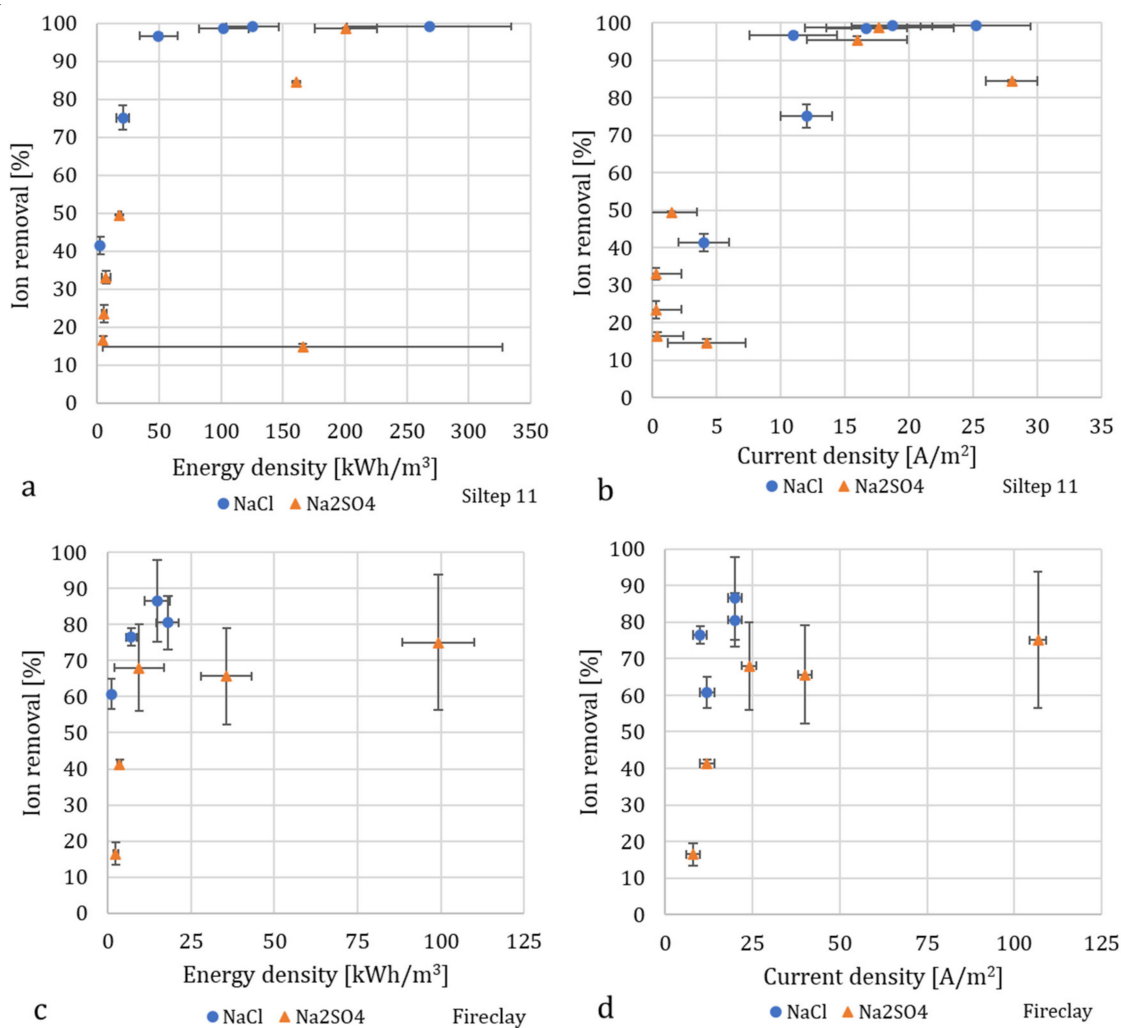 100
90
80
70
60
50
40
30
20
10
0
Ion removal [%]
0 50 100 150 200 250 300 350
Energy density [kWh/m³]
a
NaCl Na2SO4 Siltep 11
100
90
80
70
60
50
40
30
20
10
0
Ion removal [%]
0 5 10 15 20 25 30 35
Current density [A/m²]
b
NaCl Na2SO4 Siltep 11
100
90
80
70
60
50
40
30
20
10
0
Ion removal [%]
0 25 50 75 100 125
Energy density [kWh/m³]
c
NaCl Na2SO4 Fireclay
100
90
80
70
60
50
40
30
20
10
0
Ion removal [%]
0 25 50 75 100 125
Current density [A/m²]
d
NaCl Na2SO4 Fireclay